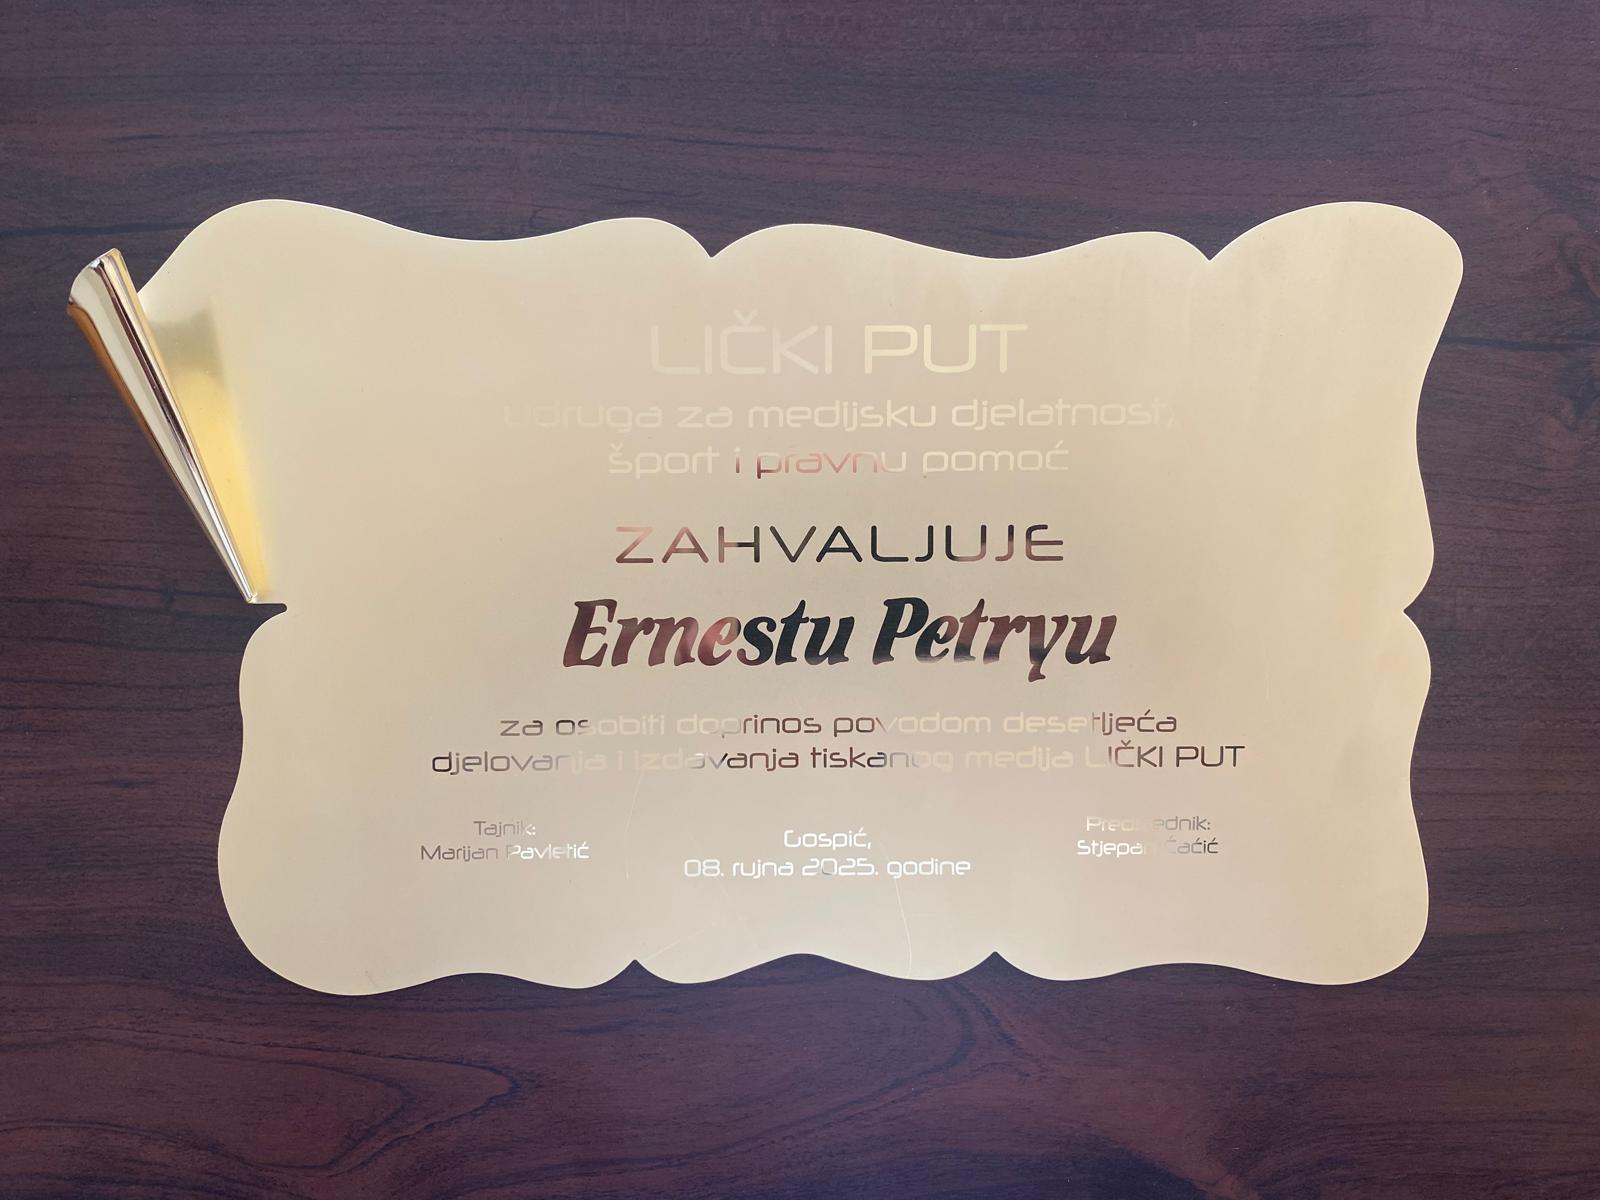 LIČKI PUT
udruga za medijsku djelatnost,
šport i pravnu pomoć
ZAHVALJUJE
Ernestu Petryu
za osobiti doprinos povodom desetljeća
djelovanja i izdavanja tiskanog medija LIČKI PUT
Tajnik:
Marijan Pavletić
Gospić,
08. rujna 2025. godine
Predsjednik:
Stjepan Ćaćić